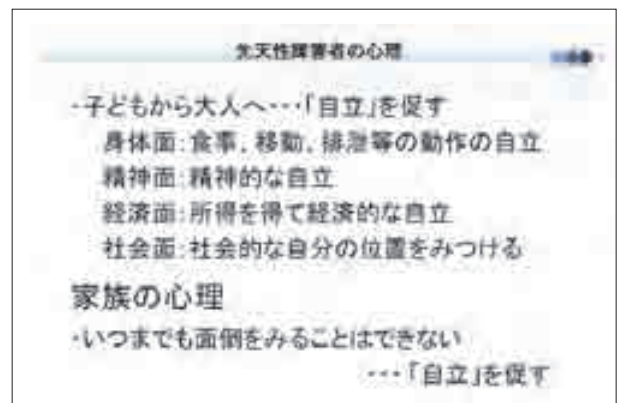 先天性障害者の心理
・子どもから大人へ・・・「自立」を促す
身体面:食事、移動、排泄等の動作の自立
精神面:精神的な自立
経済面:所得を得て経済的な自立
社会面:社会的な自分の位置をみつける
家族の心理
・いつまでも面倒をみることはできない
・・・「自立」を促す